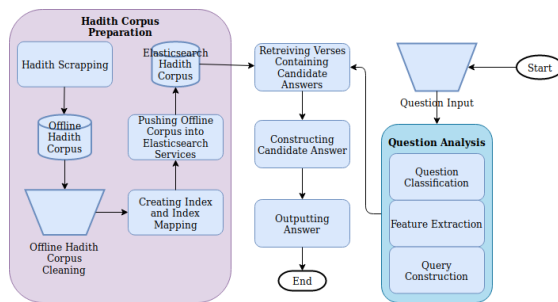 Hadith Corpus
Preparation
Hadith Scrapping
Offline
Hadith
Corpus
Offline Hadith
Corpus
Cleaning
Creating Index
and Index
Mapping
Pushing Offline
Corpus into
Elasticsearch
Services
Elasticsearch
Hadith
Corpus
Retreiving Verses
Containing
Candidate
Answers
Constructing
Candidate Answer
Outputting
Answer
End
Start
Question Input
Question Analysis
Question
Classification
Feature Extraction
Query
Construction